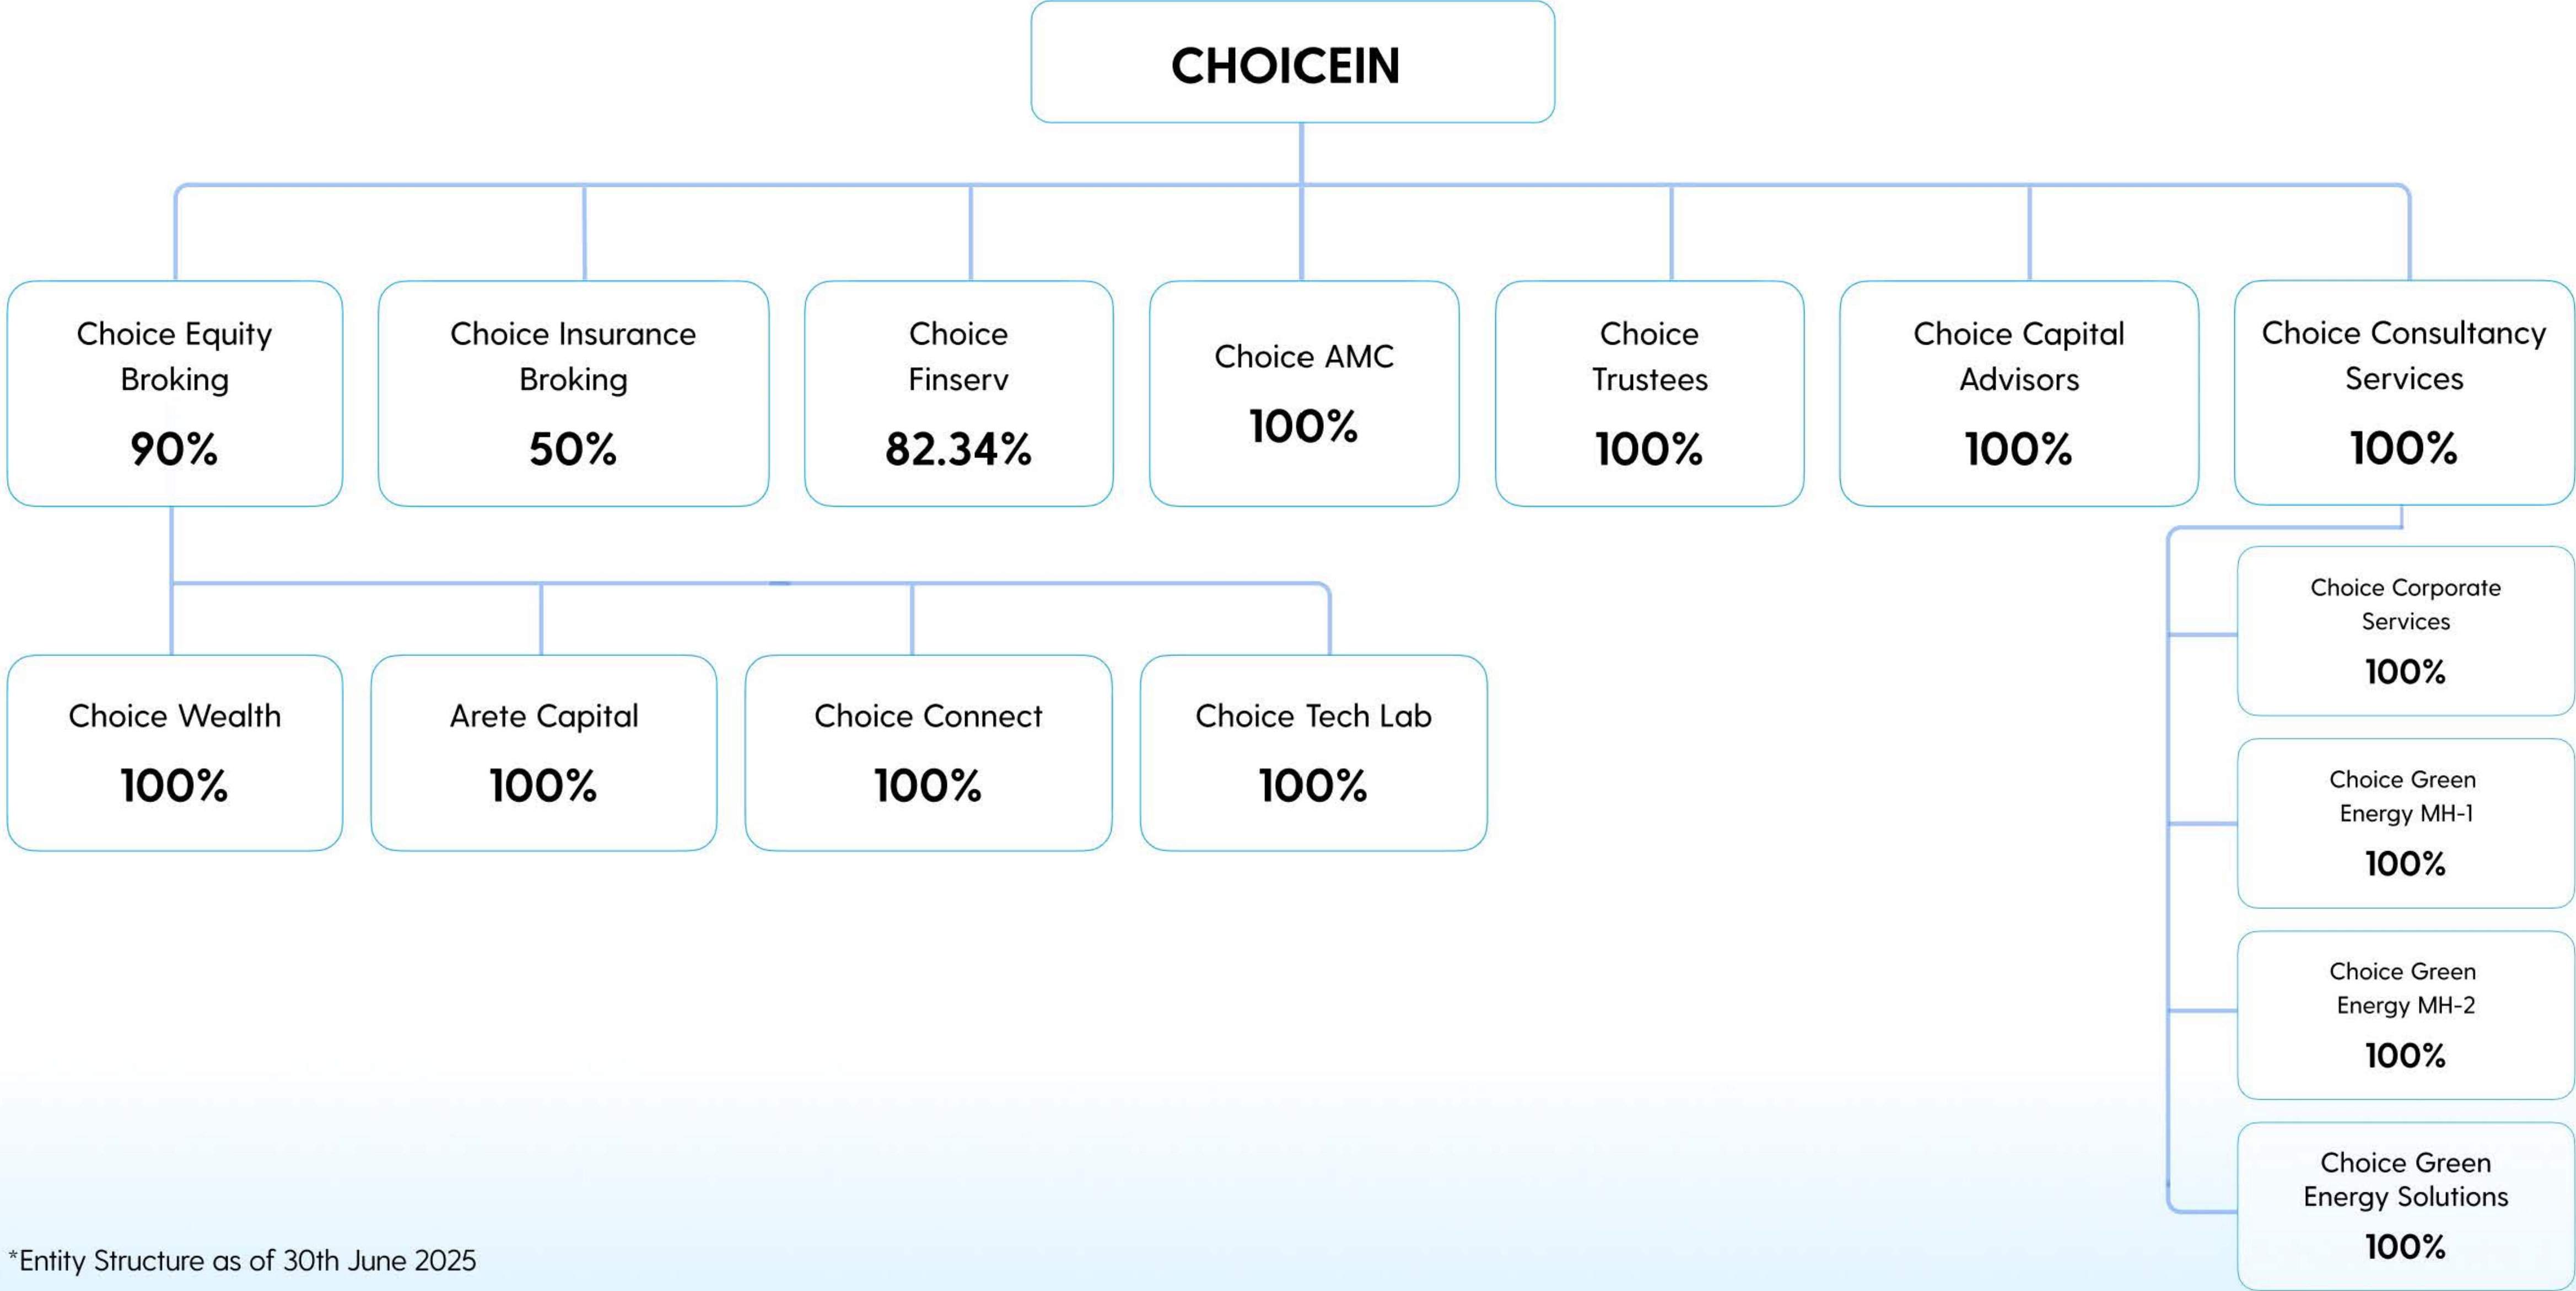 CHOICEIN
Choice Equity
Broking
90%
Choice Insurance
Broking
50%
Choice
Finserv
82.34%
Choice AMC
100%
Choice
Trustees
100%
Choice Capital
Advisors
100%
Choice Consultancy
Services
100%
Choice Wealth
100%
Arete Capital
100%
Choice Connect
100%
Choice Tech Lab
100%
Choice Corporate
Services
100%
Choice Green
Energy MH-1
100%
Choice Green
Energy MH-2
100%
Choice Green
Energy Solutions
100%
*Entity Structure as of 30th June 2025